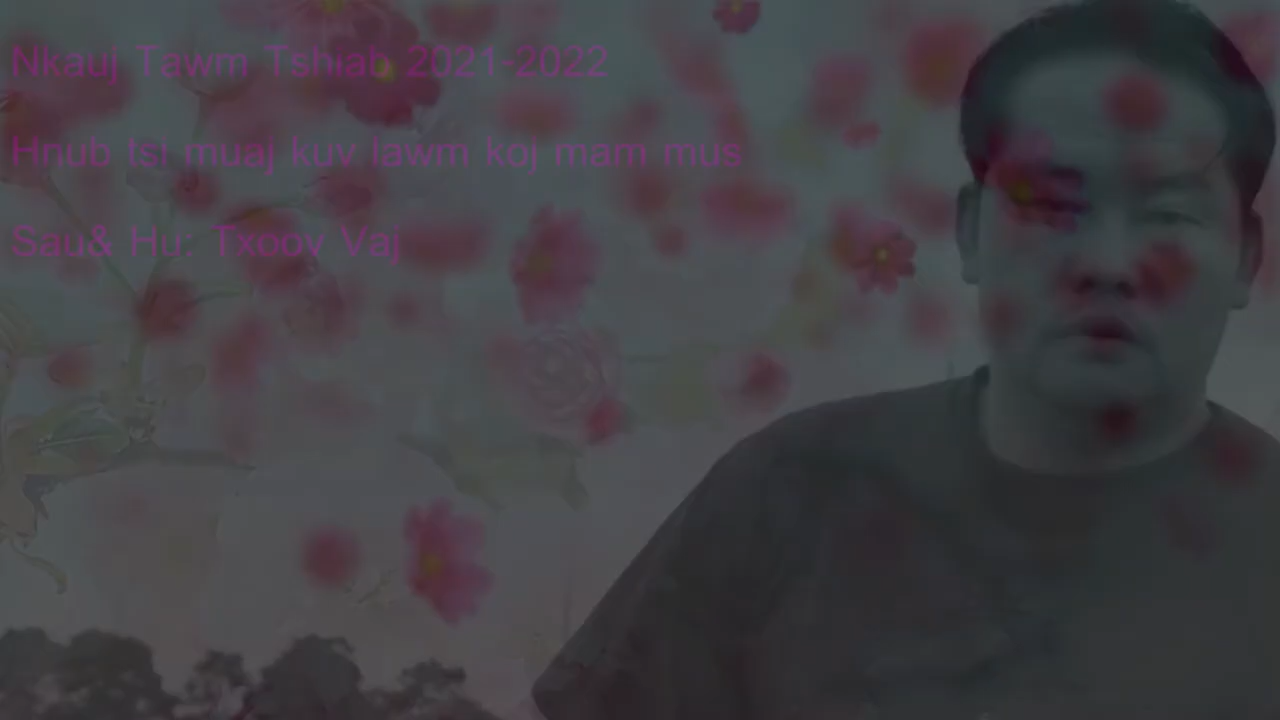 Nkauj Tawm Tshiab 2021-2022
Hnub tsi muaj kuv lawm koj mam mus
Sau& Hu: Txoov Vaj